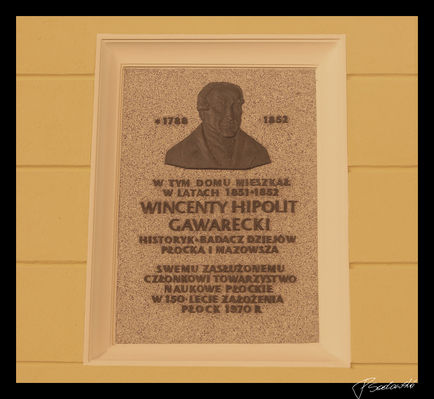 *1788 1852
W TYM DOMU MIESZKAŁ
W LATACH 1831-1852
WINCENTY HIPOLIT
GAWARECKI
HISTORYK-BADACZ DZIEJÓW
PŁOCKA I MAZOWSZA
SWEMU ZASŁUŻONEMU
CZŁONKOWI TOWARZYSTWO
NAUKOWE PŁOCKIE
W 150-LECIE ZAŁOŻENIA
PŁOCK 1970 R.